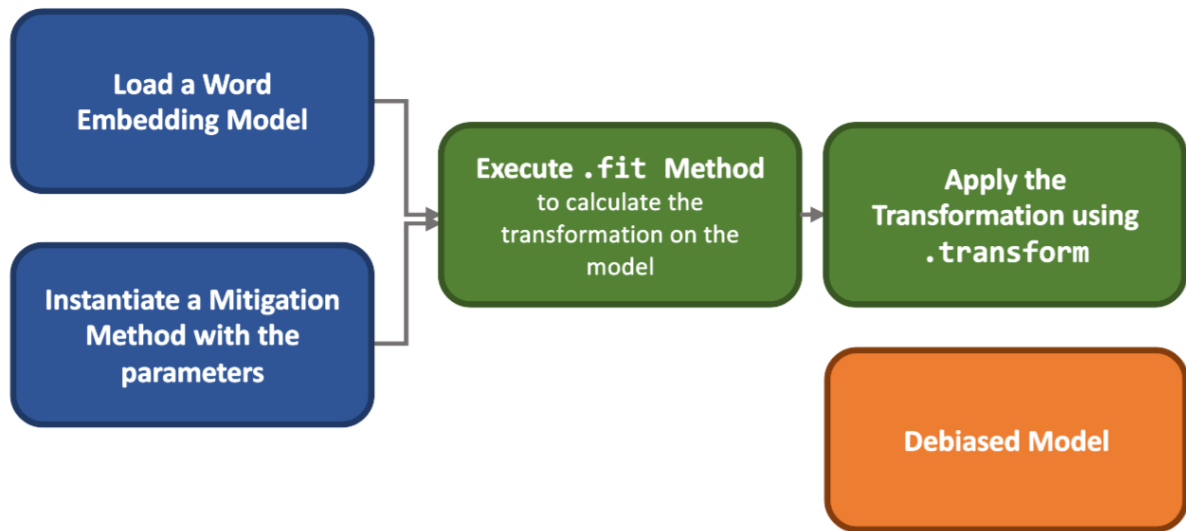 Load a Word
Embedding Model
Instantiate a Mitigation
Method with the
parameters
Execute .fit Method
to calculate the
transformation on the
model
Apply the
Transformation using
.transform
Debiased Model